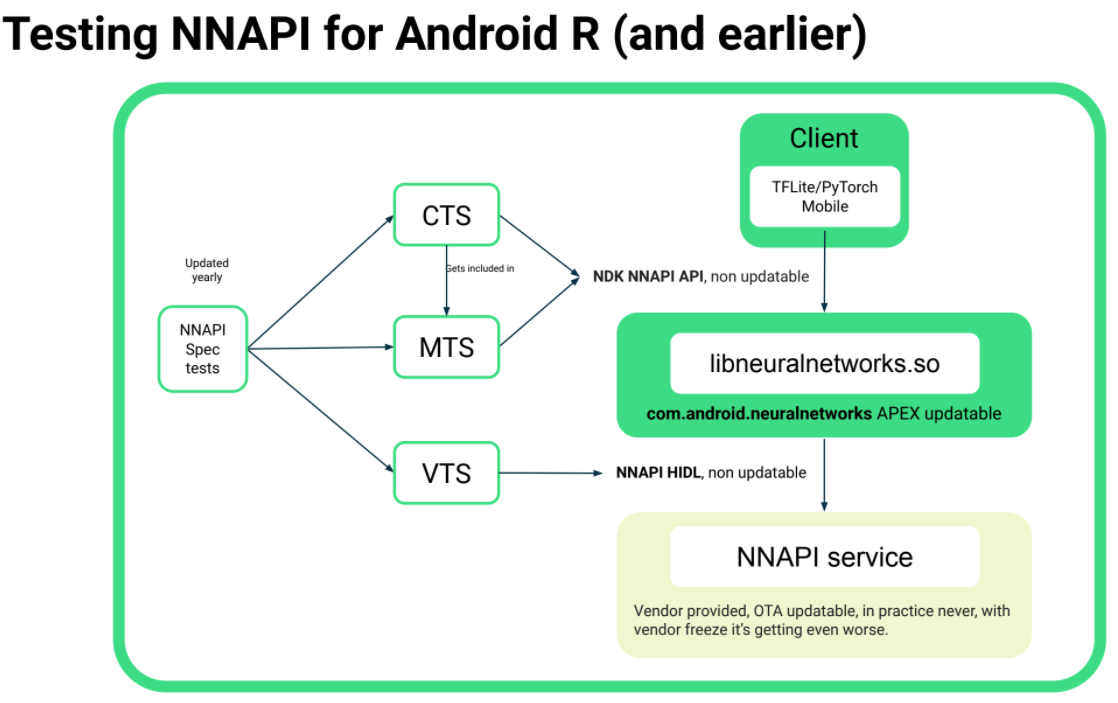 Testing NNAPI for Android R (and earlier)
Client
TFLite/PyTorch
Mobile
CTS
Updated
yearly
Gets included in
NDK NNAPI API, non updatable
NNAPI
Spec
tests
MTS
libneuralnetworks.so
com.android.neuralnetworks APEX updatable
VTS
NNAPI HIDL, non updatable
NNAPI service
Vendor provided, OTA updatable, in practice never, with
vendor freeze it's getting even worse.